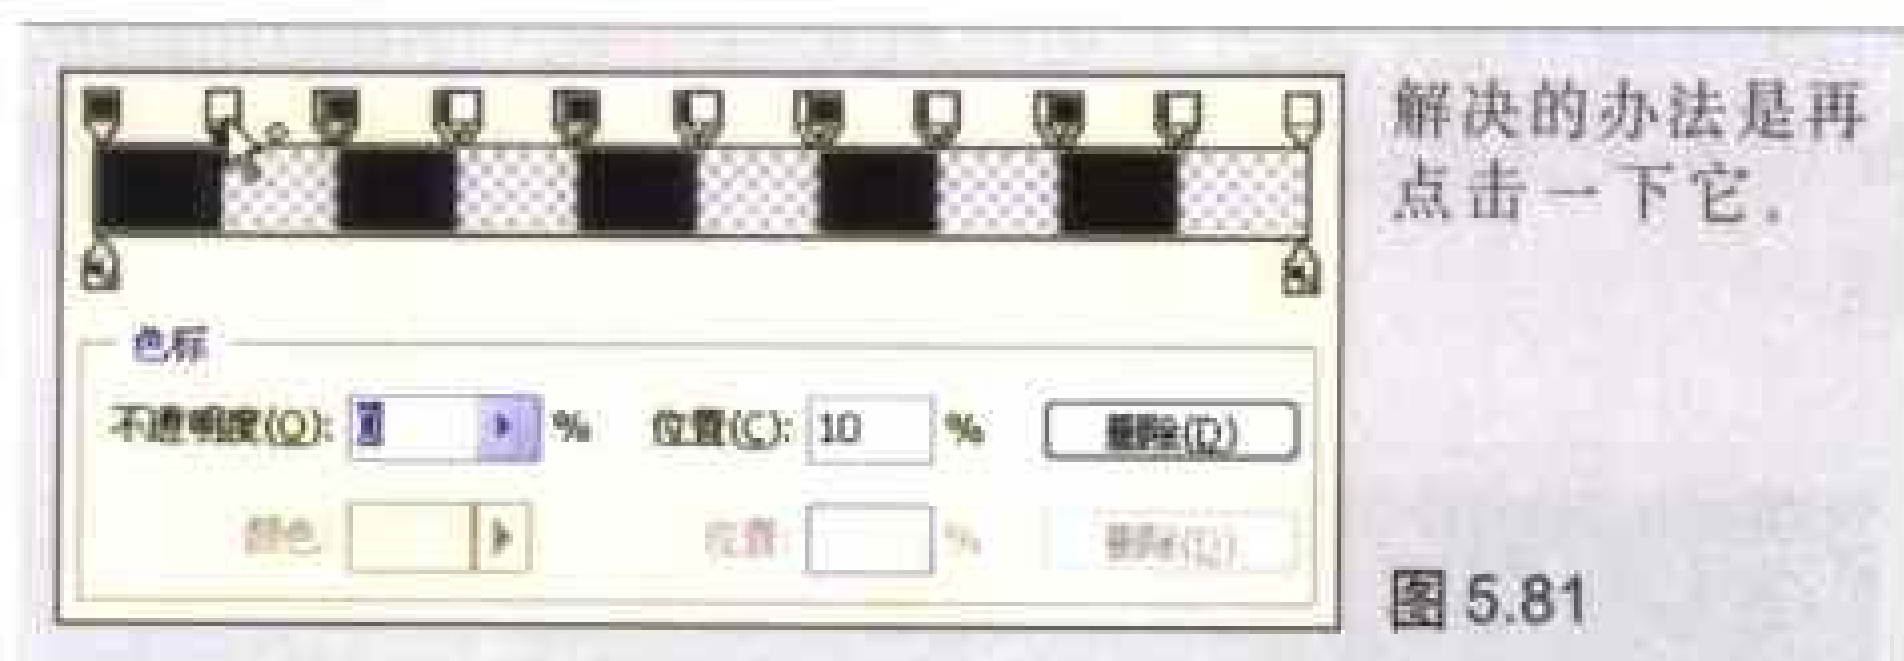 解决的办法是再
点击一下它。
色标
不透明度(O): 0 % 位置(C): 10 % 删除(D)
颜色: 位置: % 删除(D)
图 5.81